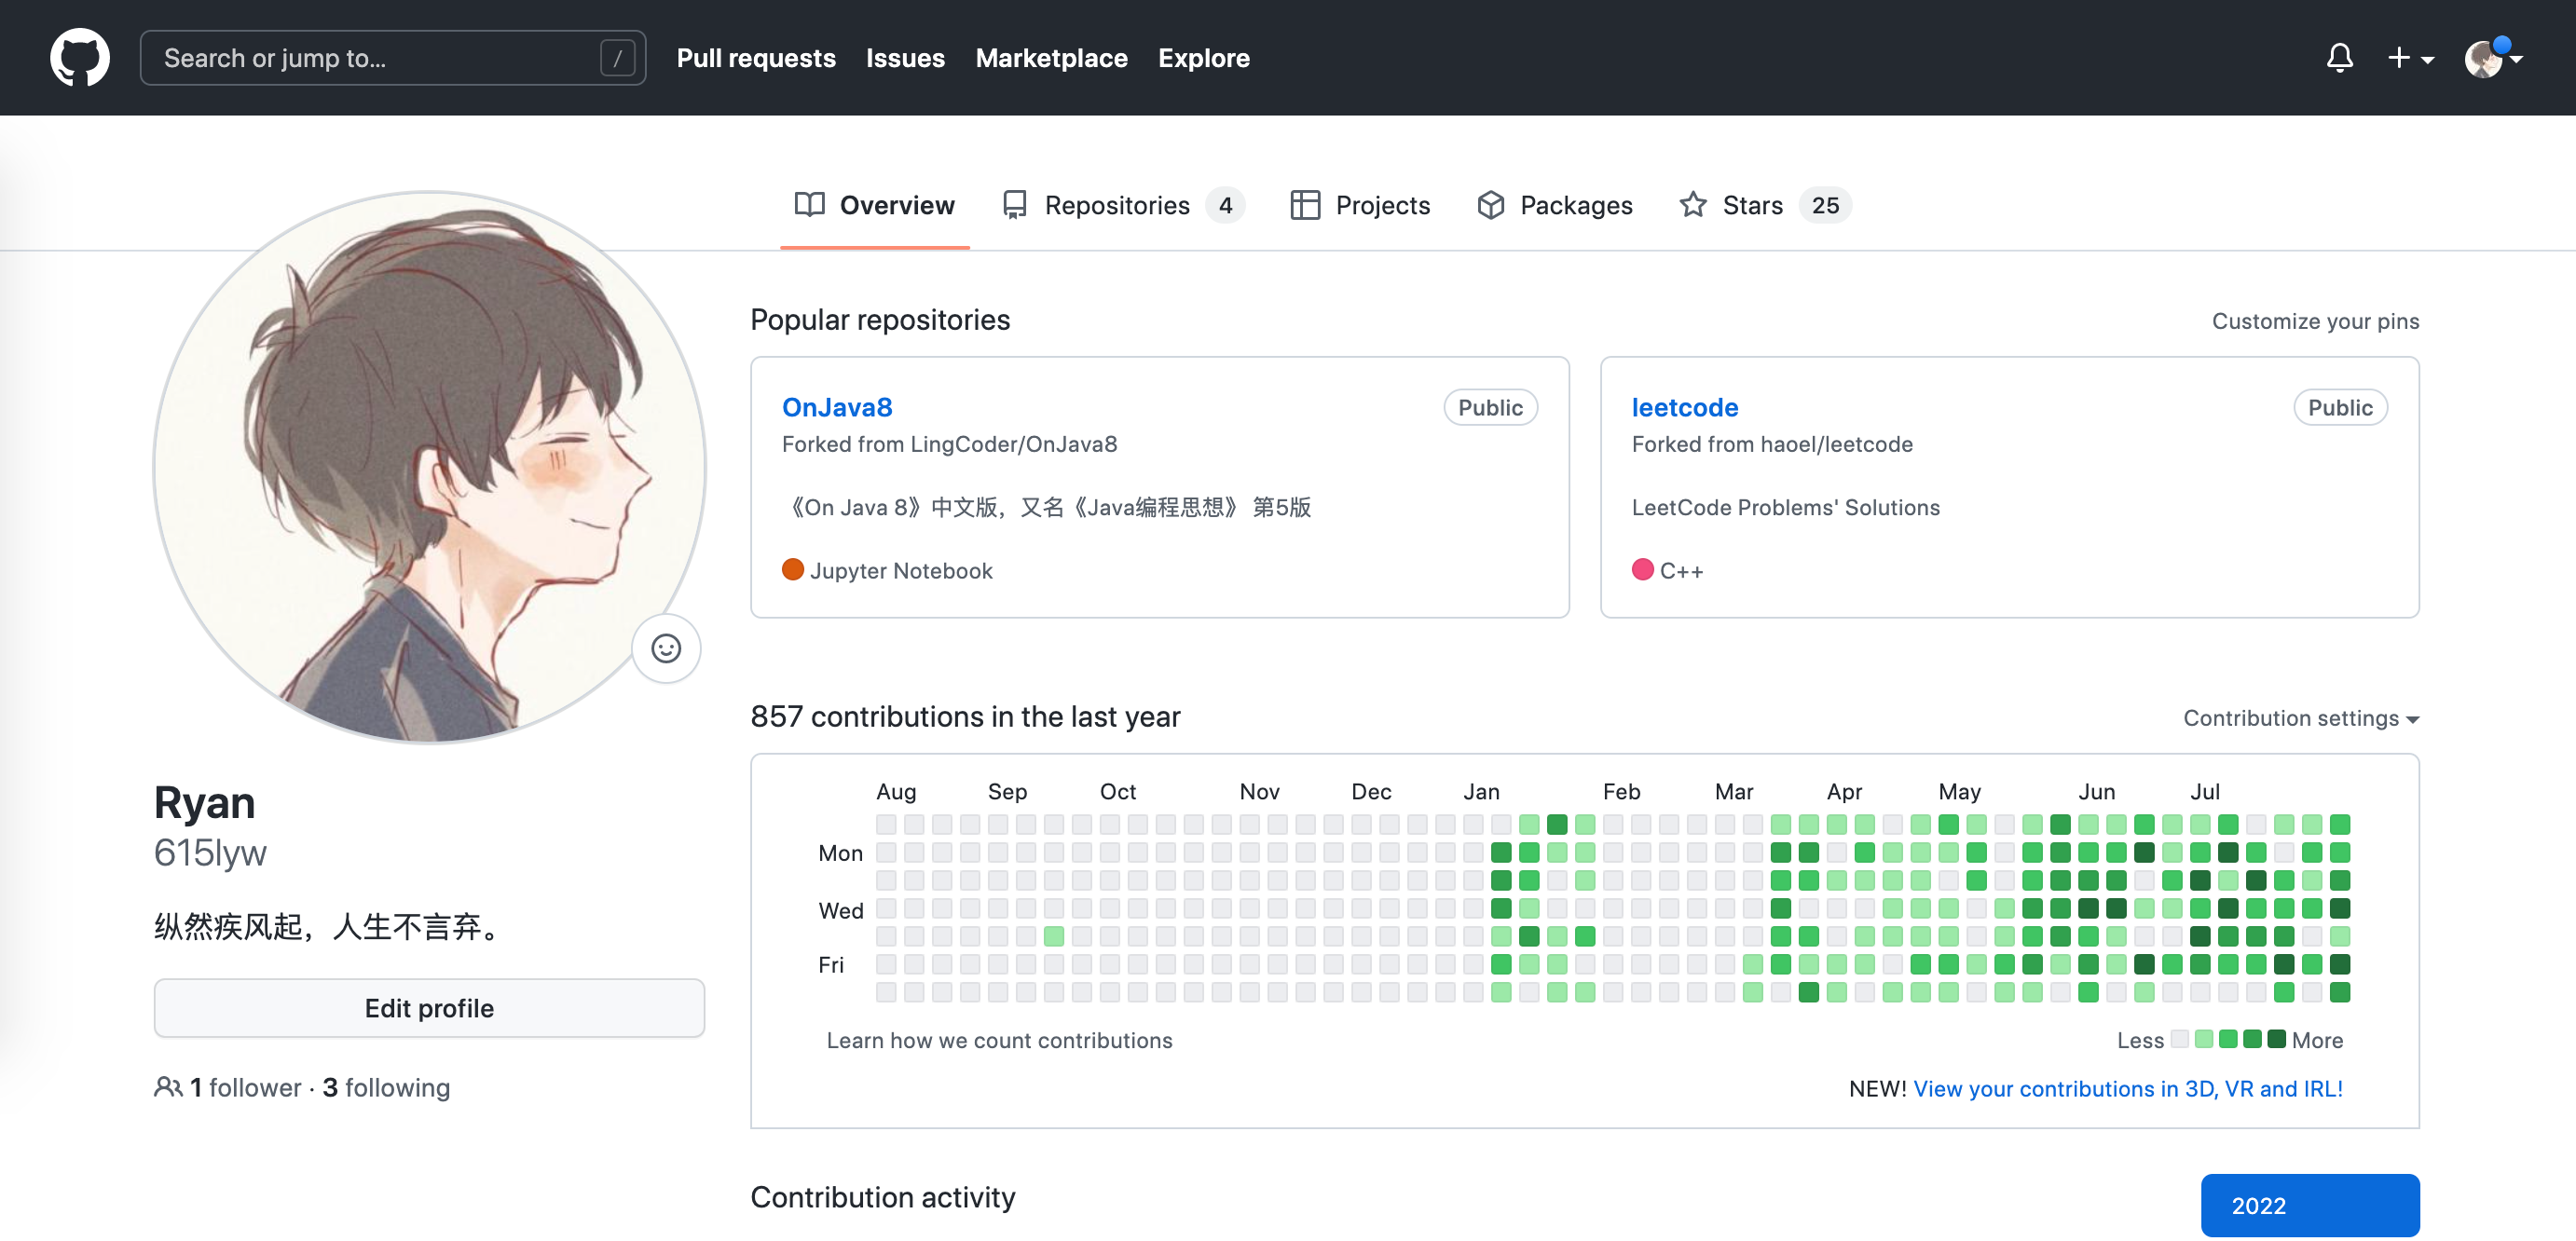 Search or jump to... /
Pull requests
Issues
Marketplace
Explore
Overview
Repositories 4
Projects
Packages
Stars 25
Popular repositories
Customize your pins
OnJava8
Public
Forked from LingCoder/OnJava8
《On Java 8》中文版，又名《Java编程思想》 第5版
Jupyter Notebook
leetcode
Public
Forked from haoel/leetcode
LeetCode Problems' Solutions
C++
Ryan
615lyw
纵然疾风起，人生不言弃。
Edit profile
1 follower · 3 following
857 contributions in the last year
Contribution settings
Aug Sep Oct Nov Dec Jan Feb Mar Apr May Jun Jul
Mon
Wed
Fri
Learn how we count contributions
Less More
NEW! View your contributions in 3D, VR and IRL!
Contribution activity
2022